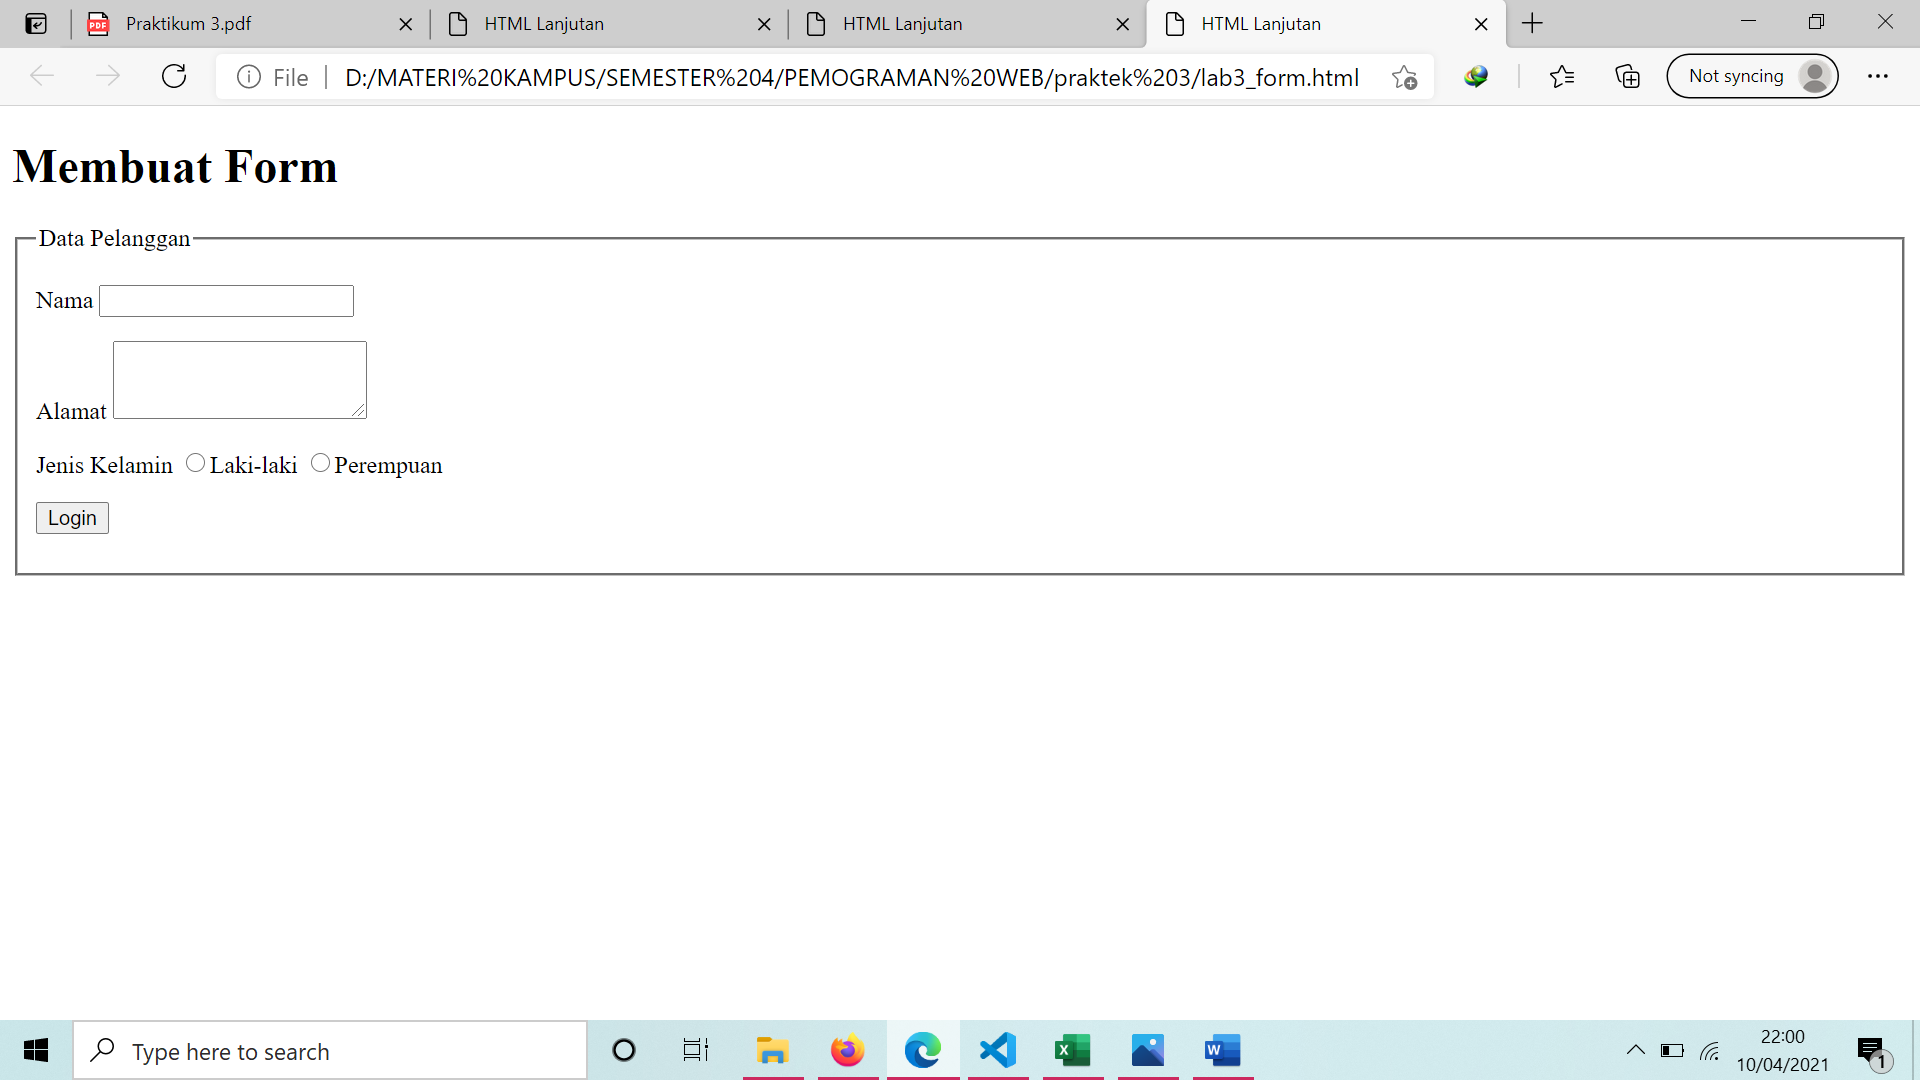 Praktikum 3.pdf
HTML Lanjutan
HTML Lanjutan
HTML Lanjutan
File
D:/MATERI%20KAMPUS/SEMESTER%204/PEMOGRAMAN%20WEB/praktek%203/lab3_form.html
Not syncing
Membuat Form
Data Pelanggan
Nama
Alamat
Jenis Kelamin Laki-laki Perempuan
Login
Type here to search
22:00
10/04/2021
1